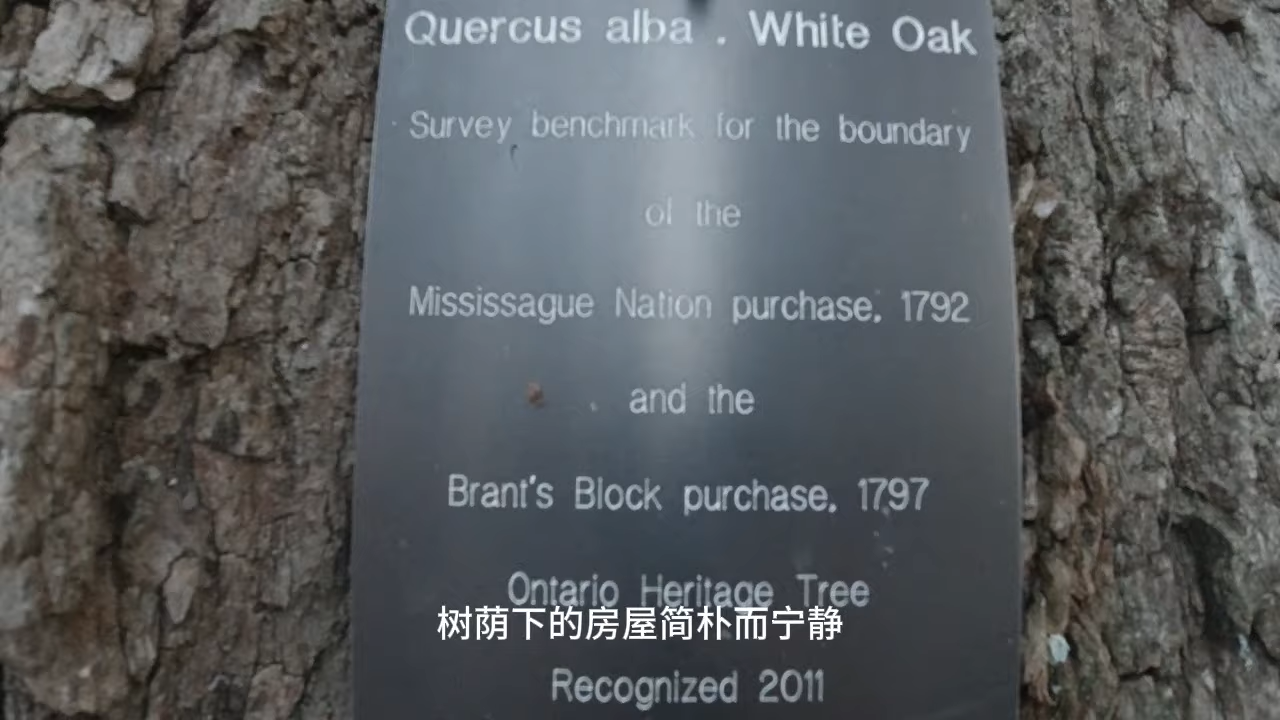 Quercus alba . White Oak
Survey benchmark for the boundary
of the
Mississague Nation purchase, 1792
and the
Brant's Block purchase, 1797
Ontario Heritage Tree
树荫下的房屋简朴而宁静
Recognized 2011